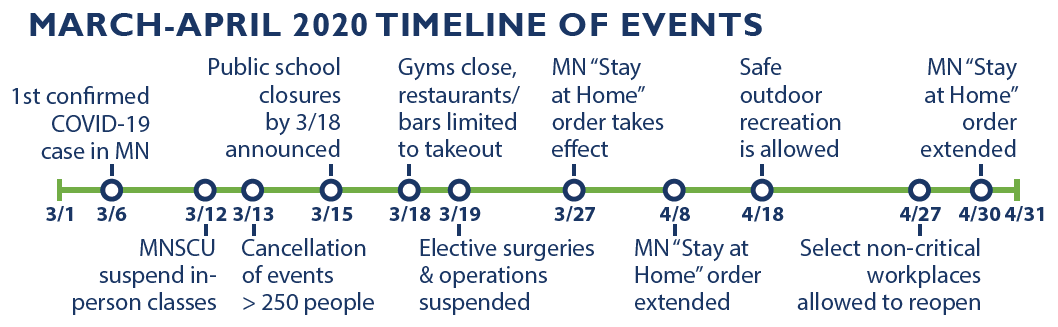 MARCH-APRIL 2020 TIMELINE OF EVENTS
1st confirmed
COVID-19
case in MN
Public school
closures
by 3/18
announced
Gyms close,
restaurants/
bars limited
to takeout
MN “Stay
at Home”
order takes
effect
Safe
outdoor
recreation
is allowed
MN “Stay
at Home”
order
extended
3/1 3/6 3/12 3/13 3/15 3/18 3/19 3/27 4/8 4/18 4/27 4/30 4/31
MNSCU
suspend in-
person classes
Cancellation
of events
> 250 people
Elective surgeries
& operations
suspended
MN “Stay at
Home” order
extended
Select non-critical
workplaces
allowed to reopen